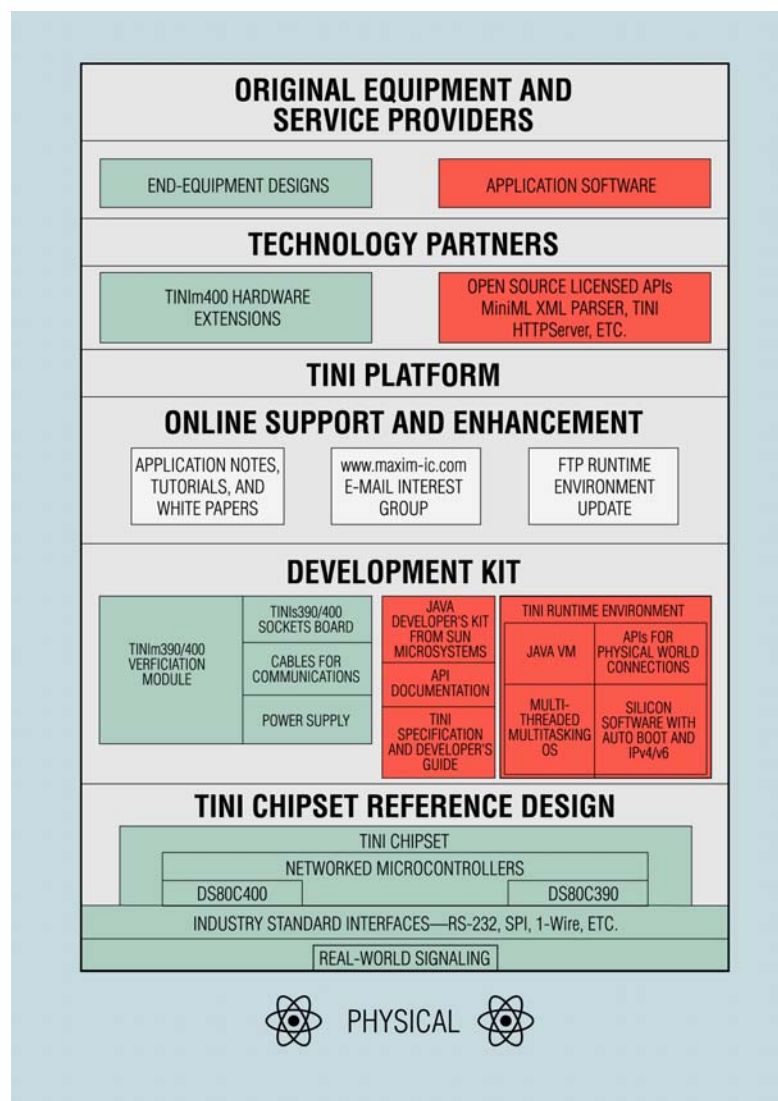 ORIGINAL EQUIPMENT AND
SERVICE PROVIDERS
END-EQUIPMENT DESIGNS
APPLICATION SOFTWARE
TECHNOLOGY PARTNERS
TINIm400 HARDWARE
EXTENSIONS
OPEN SOURCE LICENSED APIs
MiniML XML PARSER, TINI
HTTPServer, ETC.
TINI PLATFORM
ONLINE SUPPORT AND ENHANCEMENT
APPLICATION NOTES,
TUTORIALS, AND
WHITE PAPERS
www.maxim-ic.com
E-MAIL INTEREST
GROUP
FTP RUNTIME
ENVIRONMENT
UPDATE
DEVELOPMENT KIT
TINIm390/400
VERFICIATION
MODULE
TINIs390/400
SOCKETS BOARD
CABLES FOR
COMMUNICATIONS
POWER SUPPLY
JAVA
DEVELOPER'S KIT
FROM SUN
MICROSYSTEMS
API
DOCUMENTATION
TINI
SPECIFICATION
AND DEVELOPER'S
GUIDE
TINI RUNTIME ENVIRONMENT
JAVA VM
APIs FOR
PHYSICAL WORLD
CONNECTIONS
MULTI-
THREADED
MULTITASKING
OS
SILICON
SOFTWARE WITH
AUTO BOOT AND
IPv4/v6
TINI CHIPSET REFERENCE DESIGN
TINI CHIPSET
NETWORKED MICROCONTROLLERS
DS80C400
DS80C390
INDUSTRY STANDARD INTERFACES—RS-232, SPI, 1-Wire, ETC.
REAL-WORLD SIGNALING
PHYSICAL